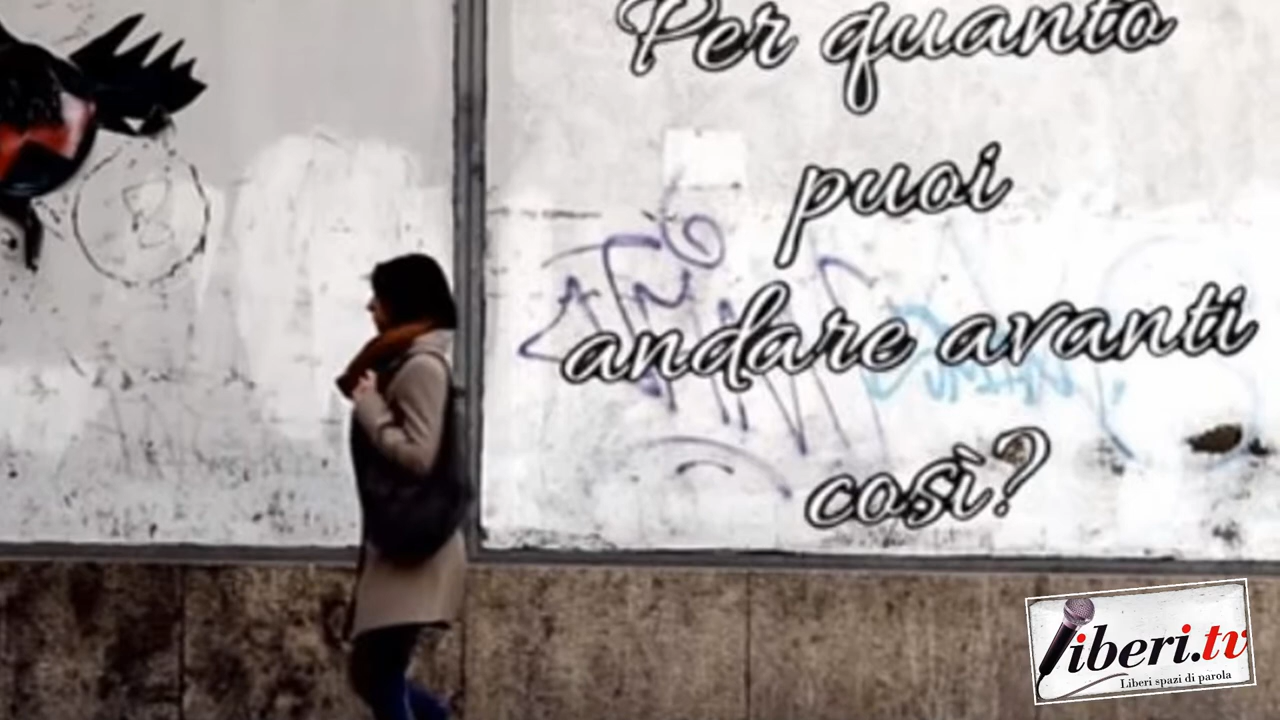 Per quanto
puoi
andare avanti
così?
liberi.tv
Liberi spazi di parola